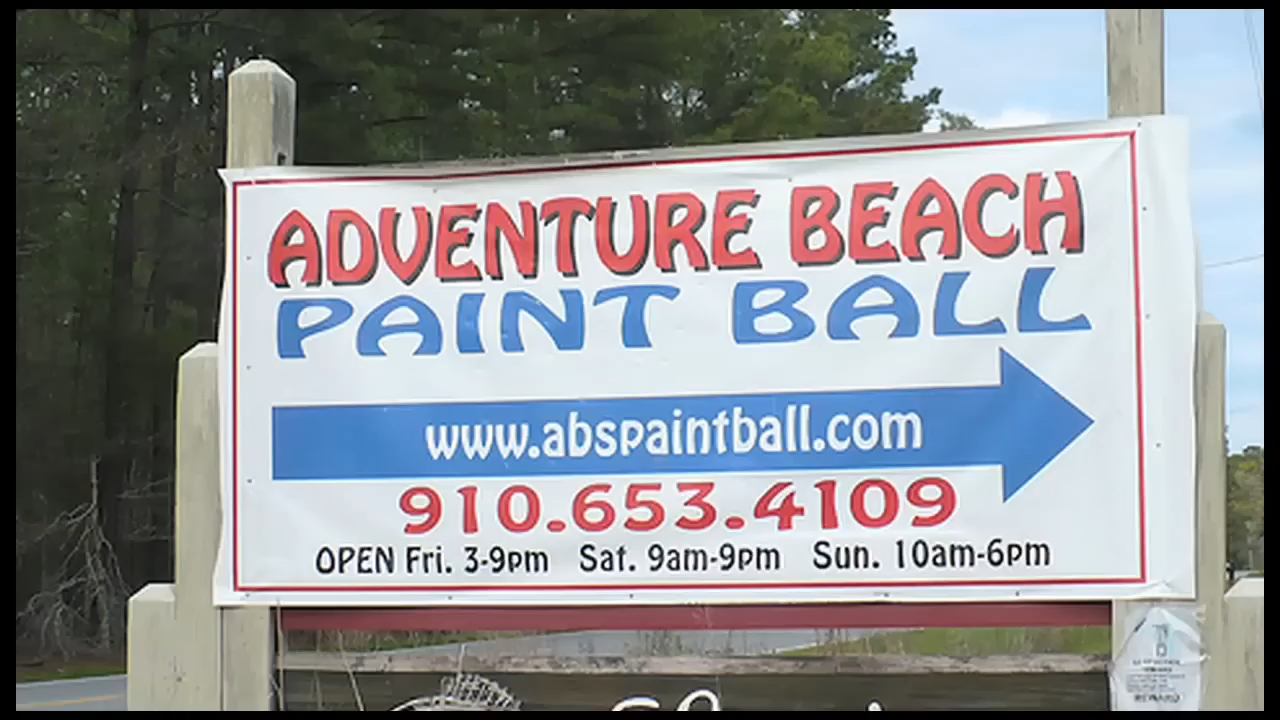 ADVENTURE BEACH
PAINT BALL
www.abspaintball.com
910.653.4109
OPEN Fri. 3-9pm Sat. 9am-9pm Sun. 10am-6pm
REWARD